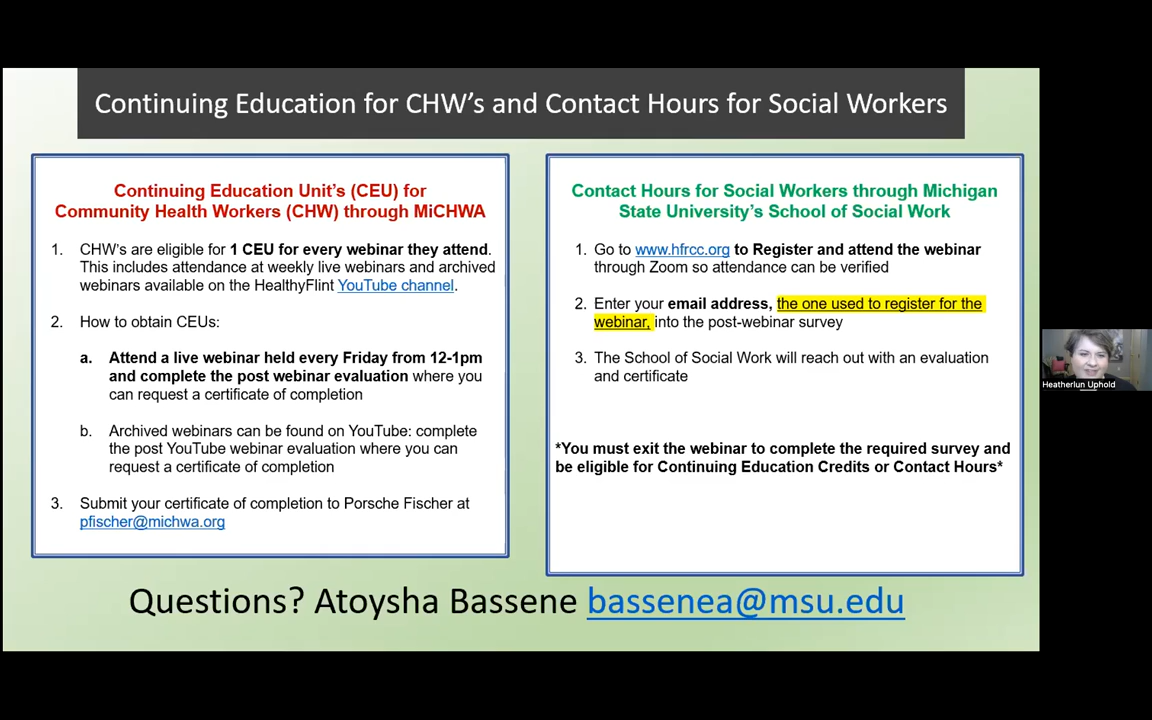 Continuing Education for CHW's and Contact Hours for Social Workers
Continuing Education Unit's (CEU) for
Community Health Workers (CHW) through MiCHWA
1. CHW's are eligible for 1 CEU for every webinar they attend.
This includes attendance at weekly live webinars and archived
webinars available on the HealthyFlint YouTube channel.
2. How to obtain CEUs:
a. Attend a live webinar held every Friday from 12-1pm
and complete the post webinar evaluation where you
can request a certificate of completion
b. Archived webinars can be found on YouTube: complete
the post YouTube webinar evaluation where you can
request a certificate of completion
3. Submit your certificate of completion to Porsche Fischer at
pfischer@michwa.org
Contact Hours for Social Workers through Michigan
State University's School of Social Work
1. Go to www.hfrcc.org to Register and attend the webinar
through Zoom so attendance can be verified
2. Enter your email address, the one used to register for the
webinar, into the post-webinar survey
3. The School of Social Work will reach out with an evaluation
and certificate
*You must exit the webinar to complete the required survey and
be eligible for Continuing Education Credits or Contact Hours*
Questions? Atoysha Bassene bassenea@msu.edu
Heatherlun Uphold